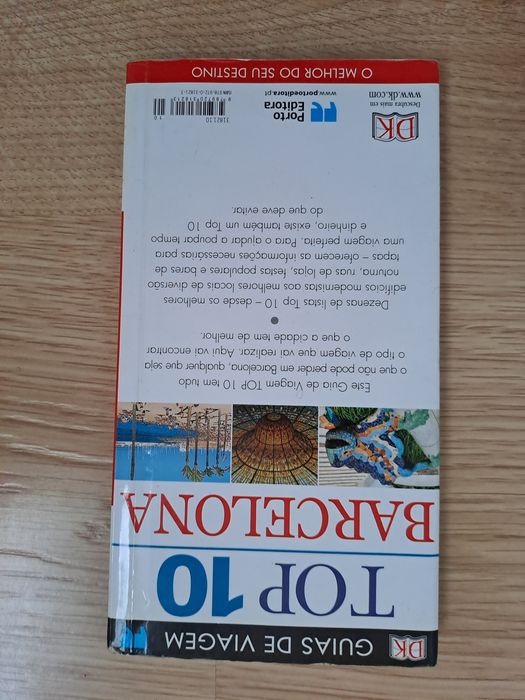 DK GUIAS DE VIAGEM
TOP 10
BARCELONA
Este Guia de Viagem TOP 10 tem tudo
o que não pode perder em Barcelona, qualquer que seja
o tipo de viagem que vai realizar. Aqui vai encontrar
o que a cidade tem de melhor.
Dezenas de listas Top 10 – desde os melhores
edifícios modernistas aos melhores locais de diversão
noturna, ruas de lojas, festas populares e bares de
tapas – oferecem as informações necessárias para
uma viagem perfeita. Para o ajudar a poupar tempo
e dinheiro, existe também um Top 10
do que deve evitar.
DK
Descubra mais em
www.dk.com
Porto
Editora
www.portoeditora.pt
31821.10
10
O MELHOR DO SEU DESTINO